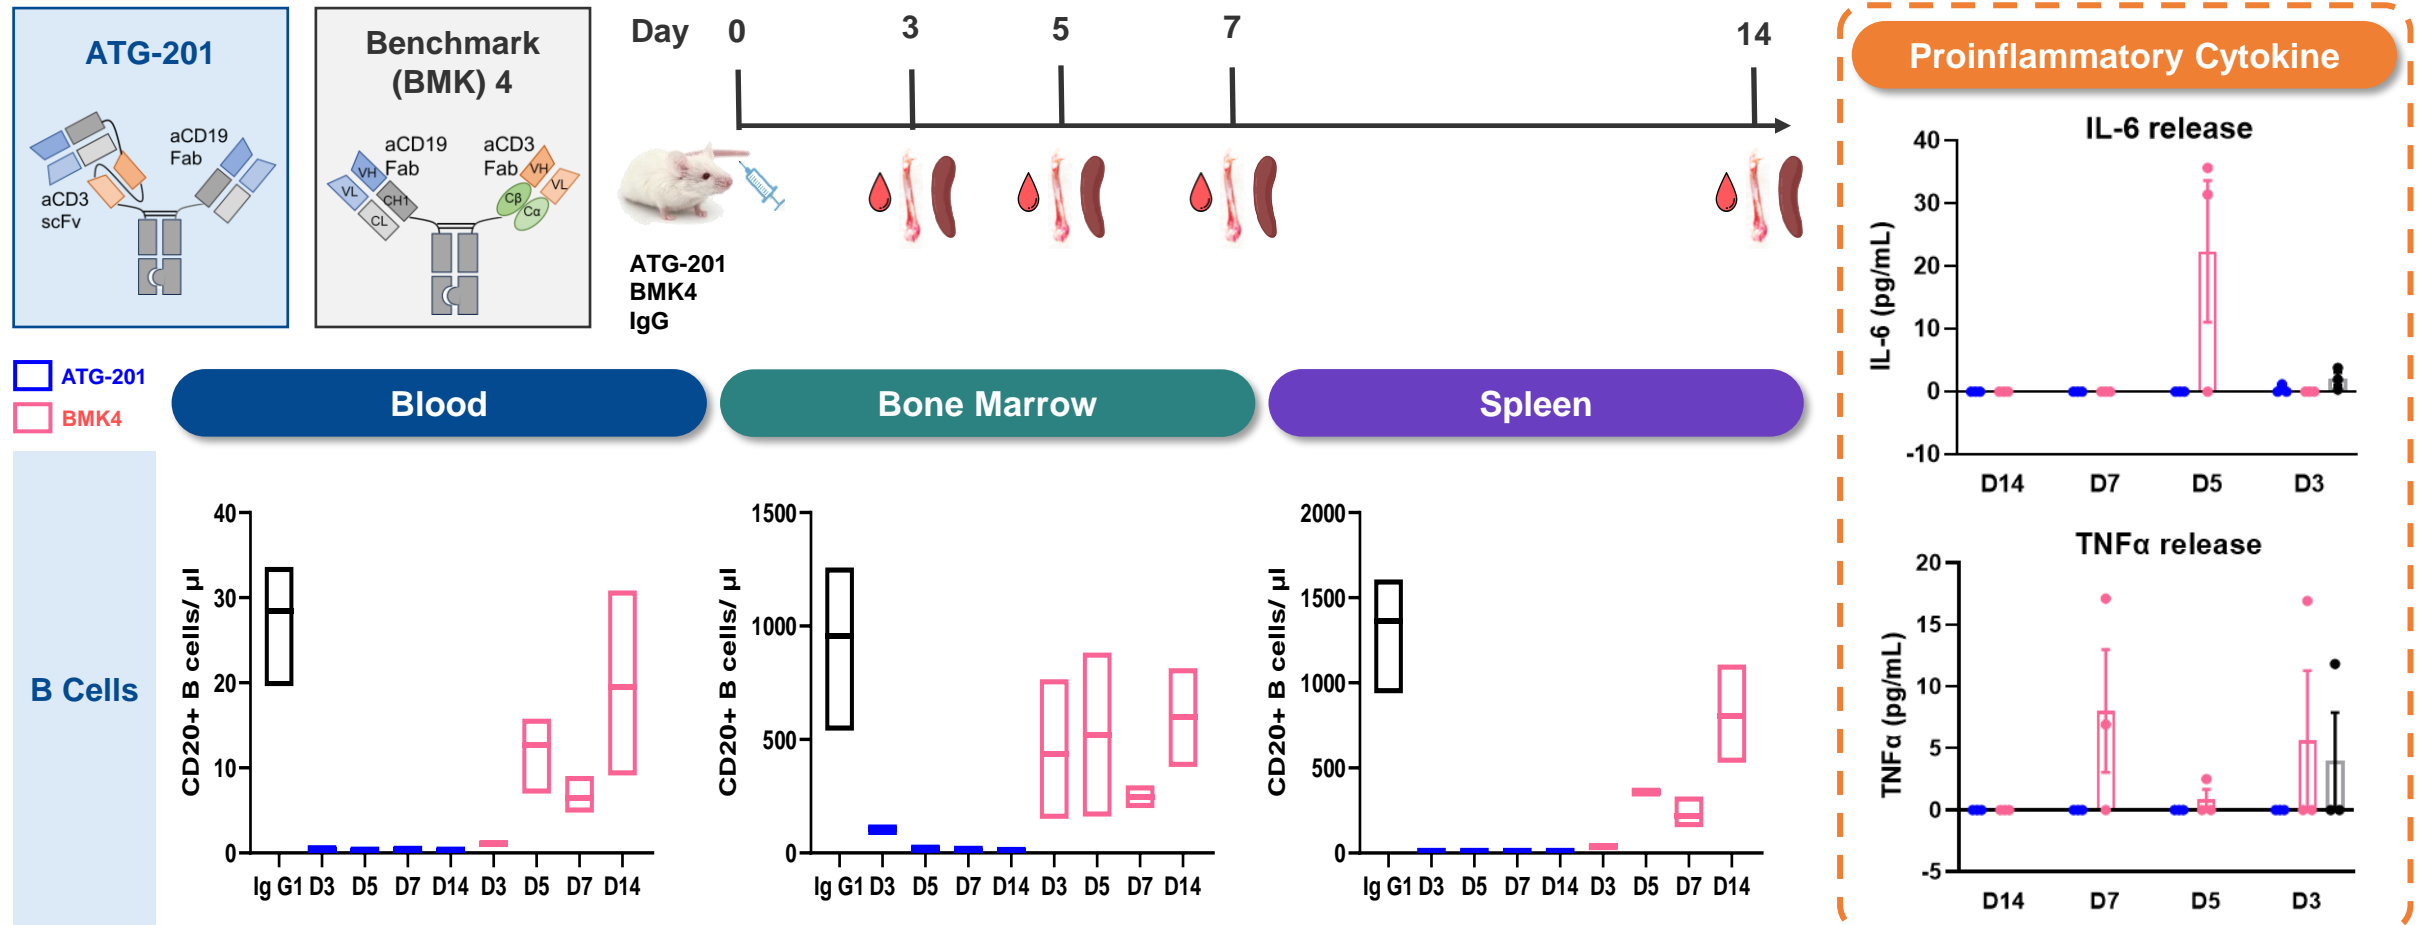 ATG-201
aCD19
Fab
aCD3
scFv
Benchmark
(BMK) 4
aCD19
Fab
aCD3
Fab
VH
VL
CH1
CL
VH
VL
Cβ
Cα
Day 0 3 5 7 14
ATG-201
BMK4
IgG
ATG-201
BMK4
Blood
Bone Marrow
Spleen
B Cells
CD20+ B cells/ μl
40
30
20
10
0
Ig G1 D3 D5 D7 D14 D3 D5 D7 D14
CD20+ B cells/ μl
1500
1000
500
0
Ig G1 D3 D5 D7 D14 D3 D5 D7 D14
CD20+ B cells/ μl
2000
1500
1000
500
0
Ig G1 D3 D5 D7 D14 D3 D5 D7 D14
Proinflammatory Cytokine
IL-6 release
IL-6 (pg/mL)
40
30
20
10
0
-10
D14 D7 D5 D3
TNFα release
TNFα (pg/mL)
20
15
10
5
0
-5
D14 D7 D5 D3